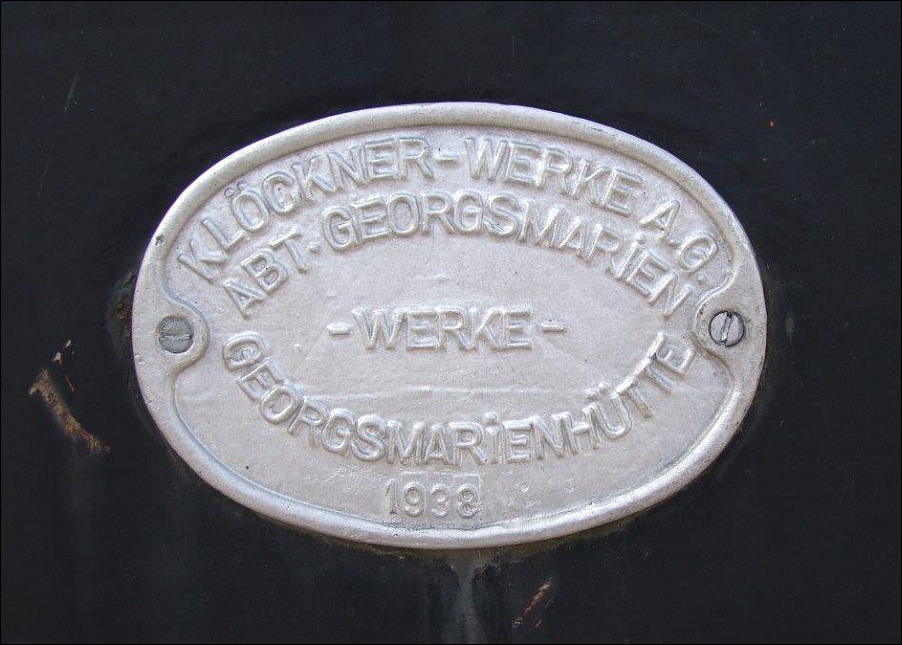 KLÖCKNER-WERKE A.G.
ABT. GEORGSMARIEN
-WERKE-
GEORGSMARIENHÜTTE
1938